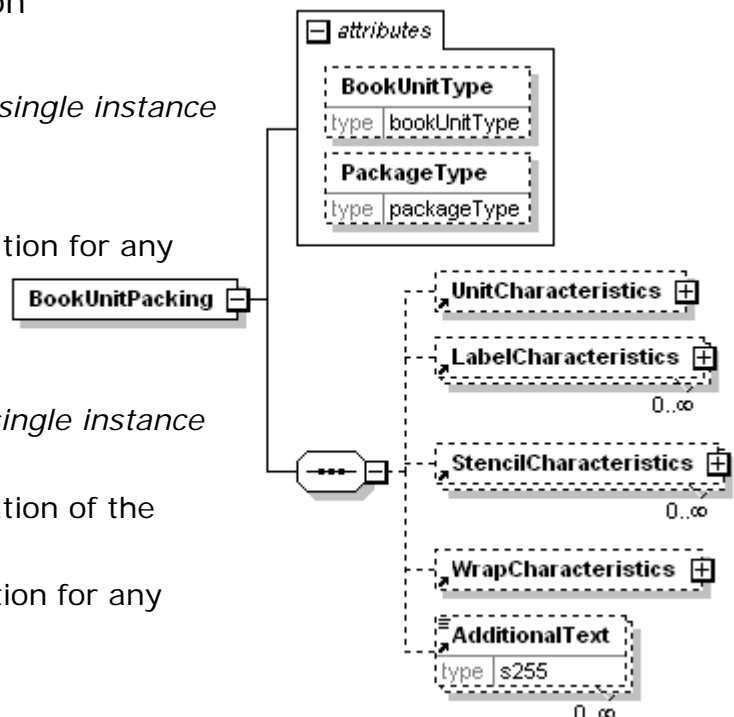 on
single instance
tion for any
single instance
ation of the
tion for any
attributes
BookUnitType
type bookUnitType
PackageType
type packageType
BookUnitPacking
UnitCharacteristics
LabelCharacteristics
0..∞
StencilCharacteristics
0..∞
WrapCharacteristics
AdditionalText
type s255
0..∞